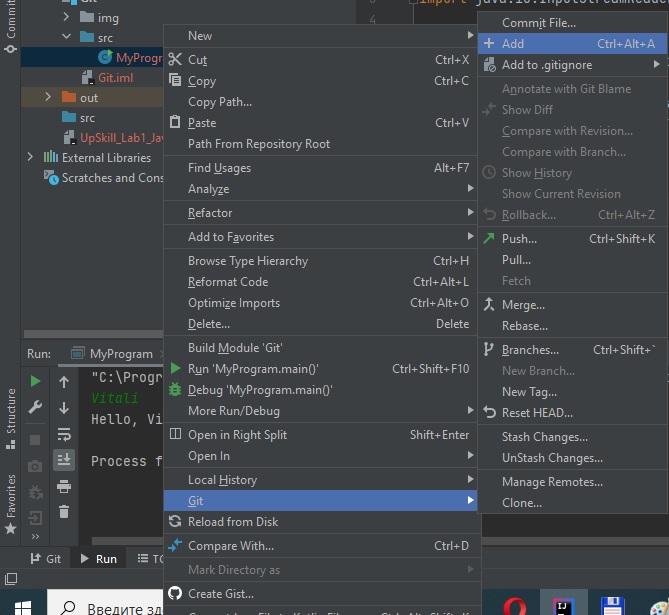 Git
img
src
MyProgra
Git.iml
out
src
UpSkill_Lab1_Jav
External Libraries
Scratches and Cons
Commit
import java.io.InputStreamReader
4
New
Cut Ctrl+X
Copy Ctrl+C
Copy Path...
Paste Ctrl+V
Path From Repository Root
Find Usages Alt+F7
Analyze
Refactor
Add to Favorites
Browse Type Hierarchy Ctrl+H
Reformat Code Ctrl+Alt+L
Optimize Imports Ctrl+Alt+O
Delete... Delete
Build Module 'Git'
Run 'MyProgram.main()' Ctrl+Shift+F10
Debug 'MyProgram.main()'
More Run/Debug
Open in Right Split Shift+Enter
Open In
Local History
Git
Reload from Disk
Compare With... Ctrl+D
Mark Directory as
Create Gist...
Commit File...
Add Ctrl+Alt+A
Add to .gitignore
Annotate with Git Blame
Show Diff
Compare with Revision...
Compare with Branch...
Show History
Show Current Revision
Rollback... Ctrl+Alt+Z
Push... Ctrl+Shift+K
Pull...
Fetch
Merge...
Rebase...
Branches... Ctrl+Shift+`
New Branch...
New Tag...
Reset HEAD...
Stash Changes...
UnStash Changes...
Manage Remotes...
Clone...
Run: MyProgram
"C:\Progr
Vitali
Hello, Vi
Process f
Structure
Favorites
Git Run TO
Введите зд